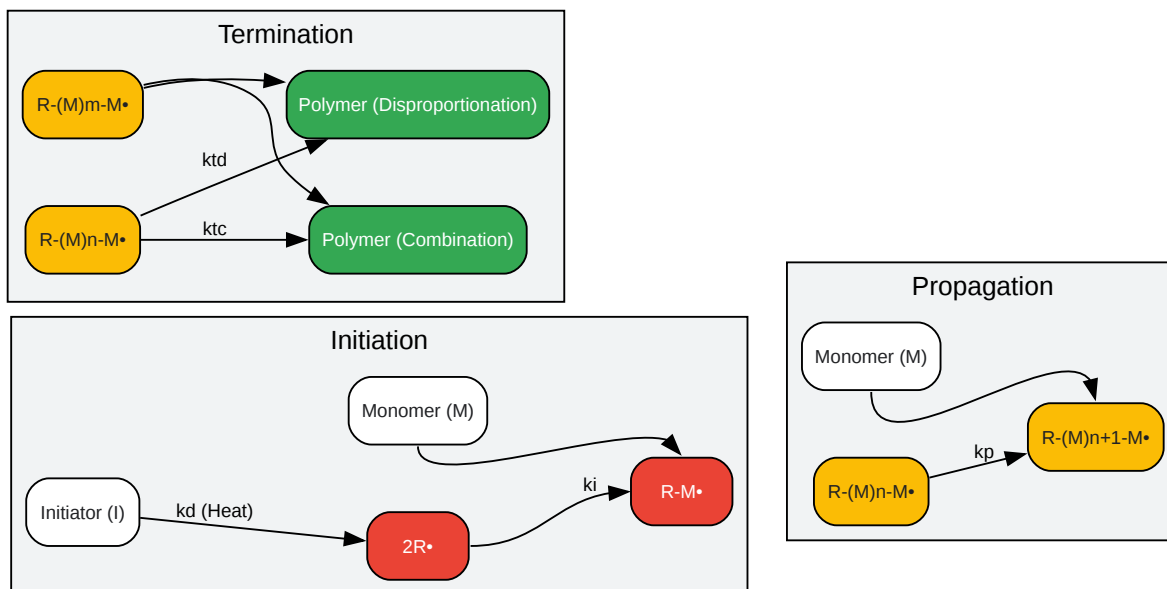 Termination
R-(M)m-M•
Polymer (Disproportionation)
ktd
R-(M)n-M•
ktc
Polymer (Combination)
Initiation
Monomer (M)
Initiator (I)
kd (Heat)
2R•
ki
R-M•
Propagation
Monomer (M)
R-(M)n+1-M•
kp
R-(M)n-M•